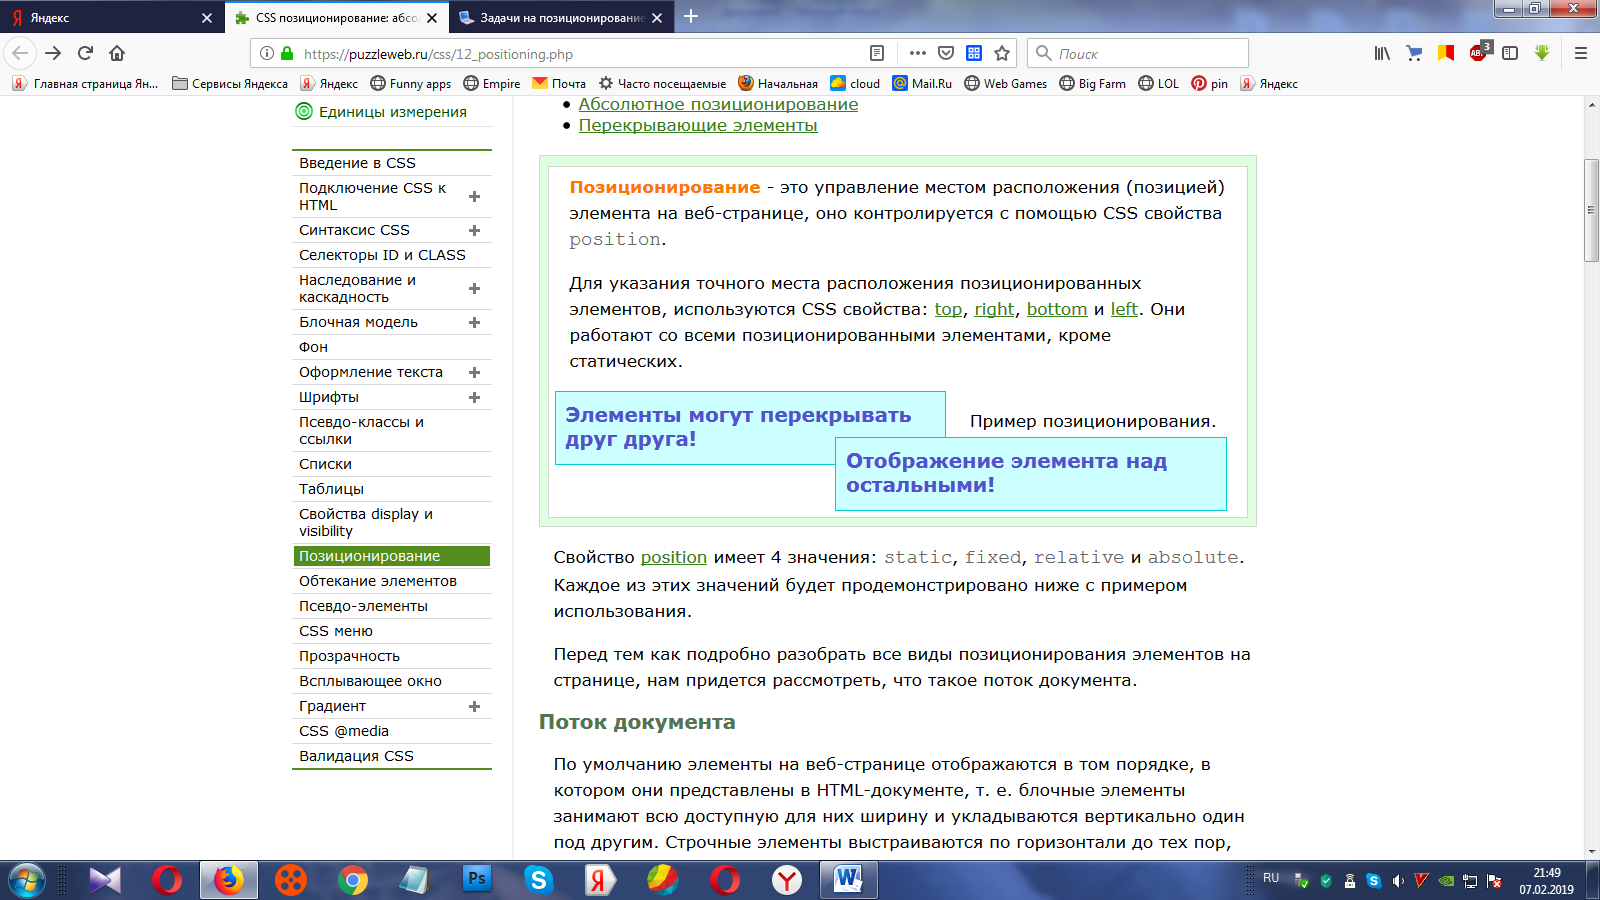 Яндекс
CSS позиционирование: абсо
Задачи на позиционирование
https://puzzleweb.ru/css/12_positioning.php
Поиск
3
Главная страница Ян...
Сервисы Яндекса
Яндекс
Funny apps
Empire
Почта
Часто посещаемые
Начальная
cloud
Mail.Ru
Web Games
Big Farm
LOL
pin
Яндекс
Единицы измерения
Введение в CSS
Подключение CSS к
HTML
Синтаксис CSS
Селекторы ID и CLASS
Наследование и
каскадность
Блочная модель
Фон
Оформление текста
Шрифты
Псевдо-классы и
ссылки
Списки
Таблицы
Свойства display и
visibility
Позиционирование
Обтекание элементов
Псевдо-элементы
CSS меню
Прозрачность
Всплывающее окно
Градиент
CSS @media
Валидация CSS
Абсолютное позиционирование
Перекрывающие элементы
Позиционирование - это управление местом расположения (позицией)
элемента на веб-странице, оно контролируется с помощью CSS свойства
position.
Для указания точного места расположения позиционированных
элементов, используются CSS свойства: top, right, bottom и left. Они
работают со всеми позиционированными элементами, кроме
статических.
Элементы могут перекрывать
друг друга!
Пример позиционирования.
Отображение элемента над
остальными!
Свойство position имеет 4 значения: static, fixed, relative и absolute.
Каждое из этих значений будет продемонстрировано ниже с примером
использования.
Перед тем как подробно разобрать все виды позиционирования элементов на
странице, нам придется рассмотреть, что такое поток документа.
Поток документа
По умолчанию элементы на веб-странице отображаются в том порядке, в
котором они представлены в HTML-документе, т. е. блочные элементы
занимают всю доступную для них ширину и укладываются вертикально один
под другим. Строчные элементы выстраиваются по горизонтали до тех пор,
RU
21:49
07.02.2019